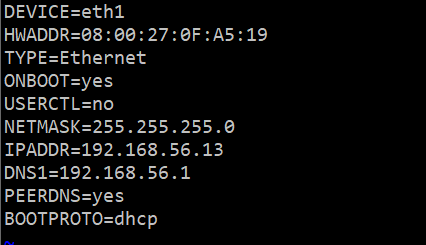 DEVICE=eth1
HWADDR=08:00:27:0F:A5:19
TYPE=Ethernet
ONBOOT=yes
USERCTL=no
NETMASK=255.255.255.0
IPADDR=192.168.56.13
DNS1=192.168.56.1
PEERDNS=yes
BOOTPROTO=dhcp
~